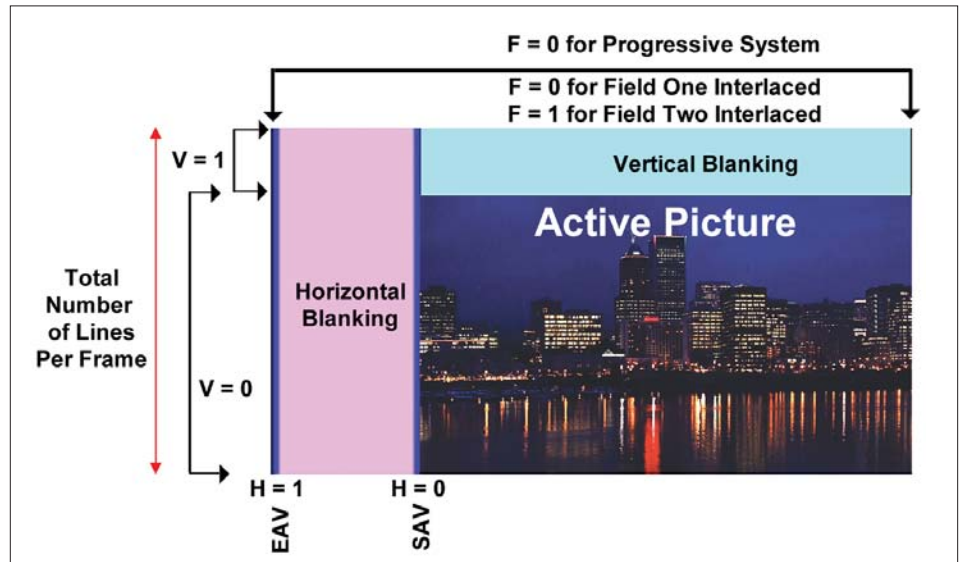 F = 0 for Progressive System
F = 0 for Field One Interlaced
F = 1 for Field Two Interlaced
V = 1
Vertical Blanking
Active Picture
Total
Number
of Lines
Per Frame
Horizontal
Blanking
V = 0
H = 1
H = 0
EAV
SAV